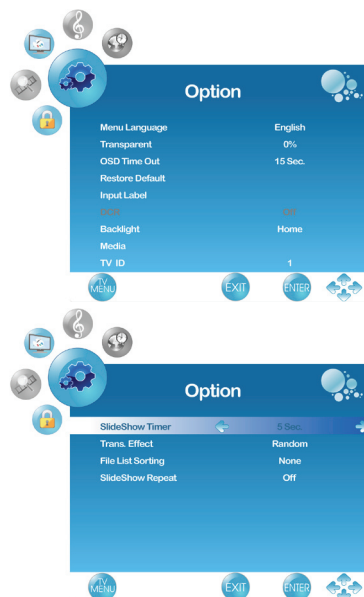 Option
Menu Language English
Transparent 0%
OSD Time Out 15 Sec.
Restore Default
Input Label
Backlight Home
Media
TV ID 1
TV MENU EXIT ENTER
Option
SlideShow Timer 5 Sec.
Trans. Effect Random
File List Sorting None
SlideShow Repeat Off
TV MENU EXIT ENTER